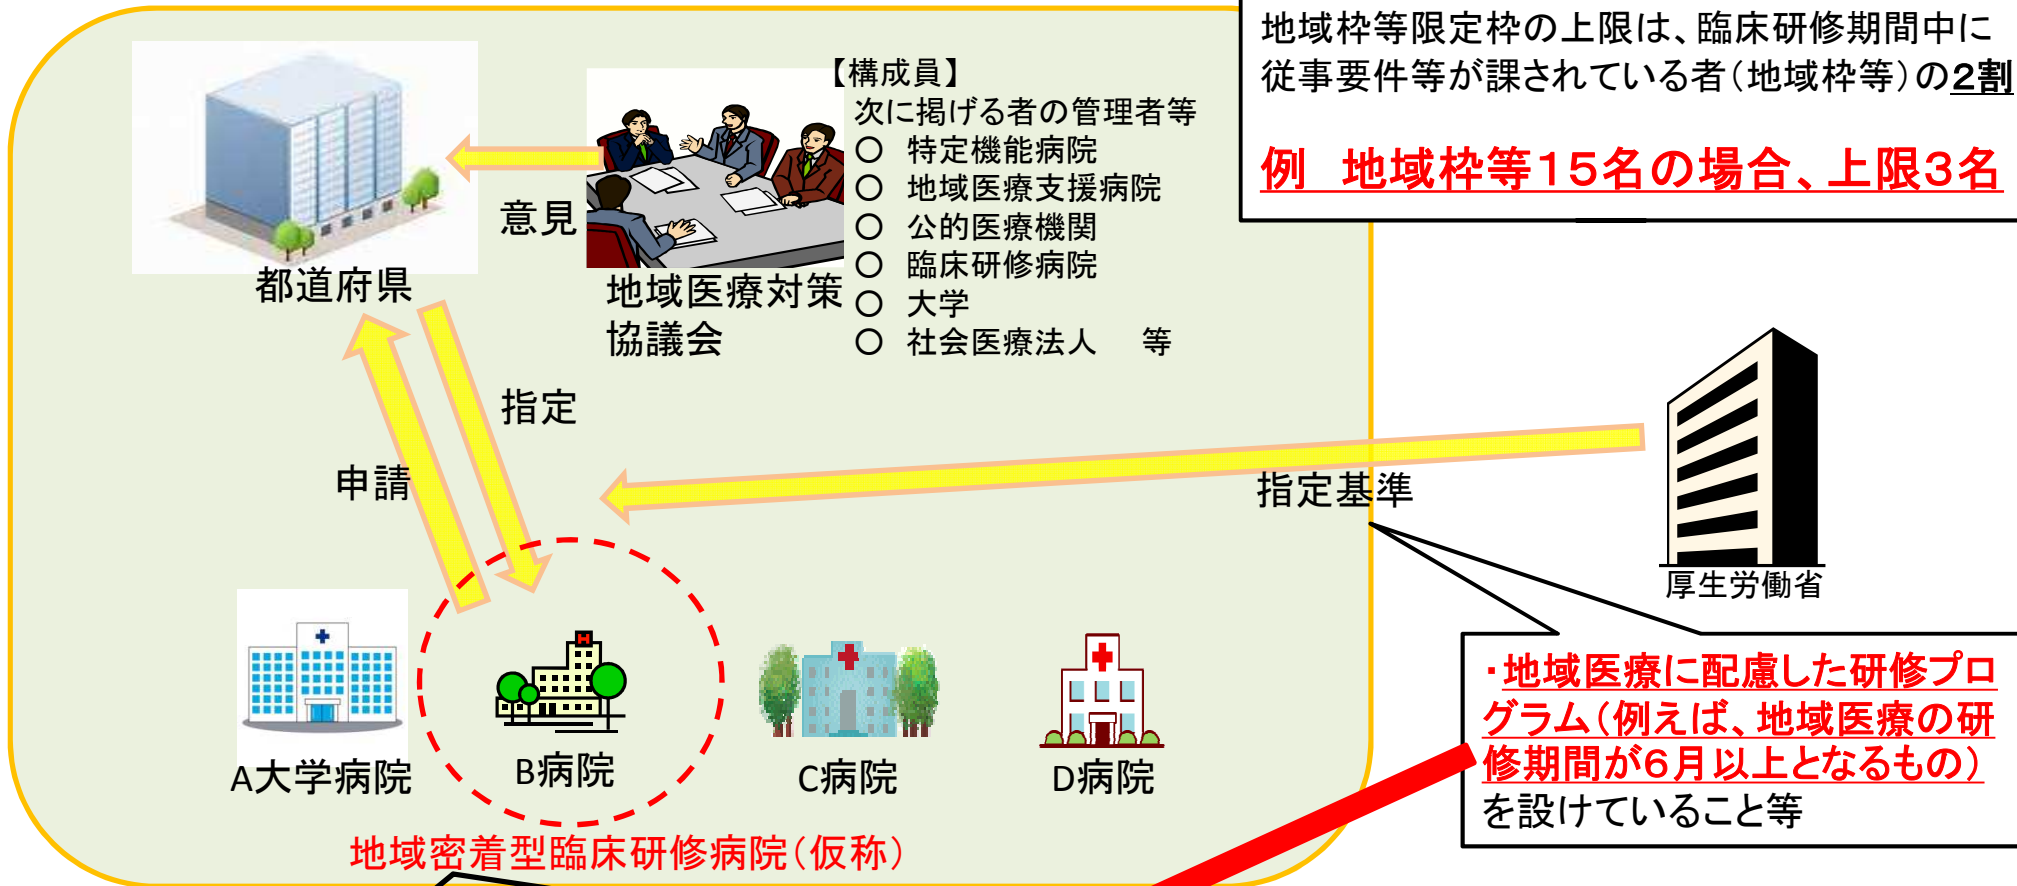 地域枠等限定枠の上限は、臨床研修期間中に
従事要件等が課されている者(地域枠等)の2割
例　地域枠等15名の場合、上限3名
【構成員】
次に掲げる者の管理者等
○　特定機能病院
○　地域医療支援病院
○　公的医療機関
○　臨床研修病院
○　大学
○　社会医療法人　等
意見
都道府県
地域医療対策
協議会
指定
申請
指定基準
厚生労働省
・地域医療に配慮した研修プロ
グラム(例えば、地域医療の研
修期間が6月以上となるもの)
を設けていること等
H
A大学病院
B病院
C病院
D病院
地域密着型臨床研修病院(仮称)